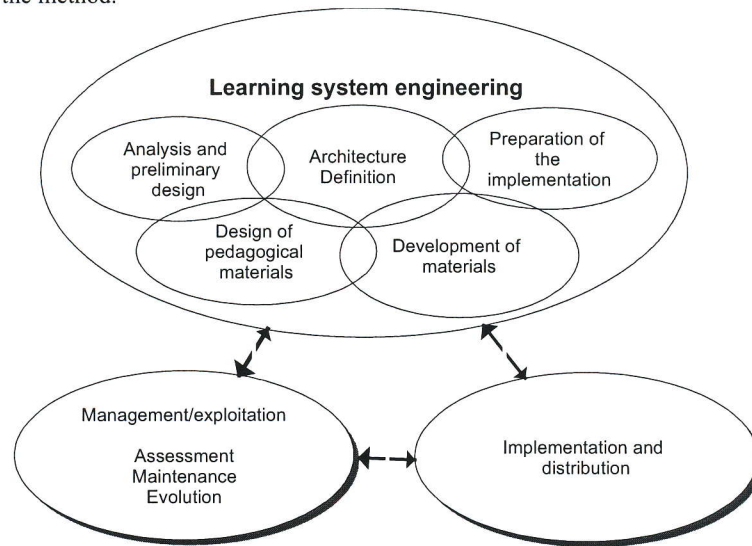 the method.
Learning system engineering
Analysis and
preliminary
design
Architecture
Definition
Preparation of
the
implementation
Design of
pedagogical
materials
Development of
materials
Management/exploitation
Assessment
Maintenance
Evolution
Implementation and
distribution